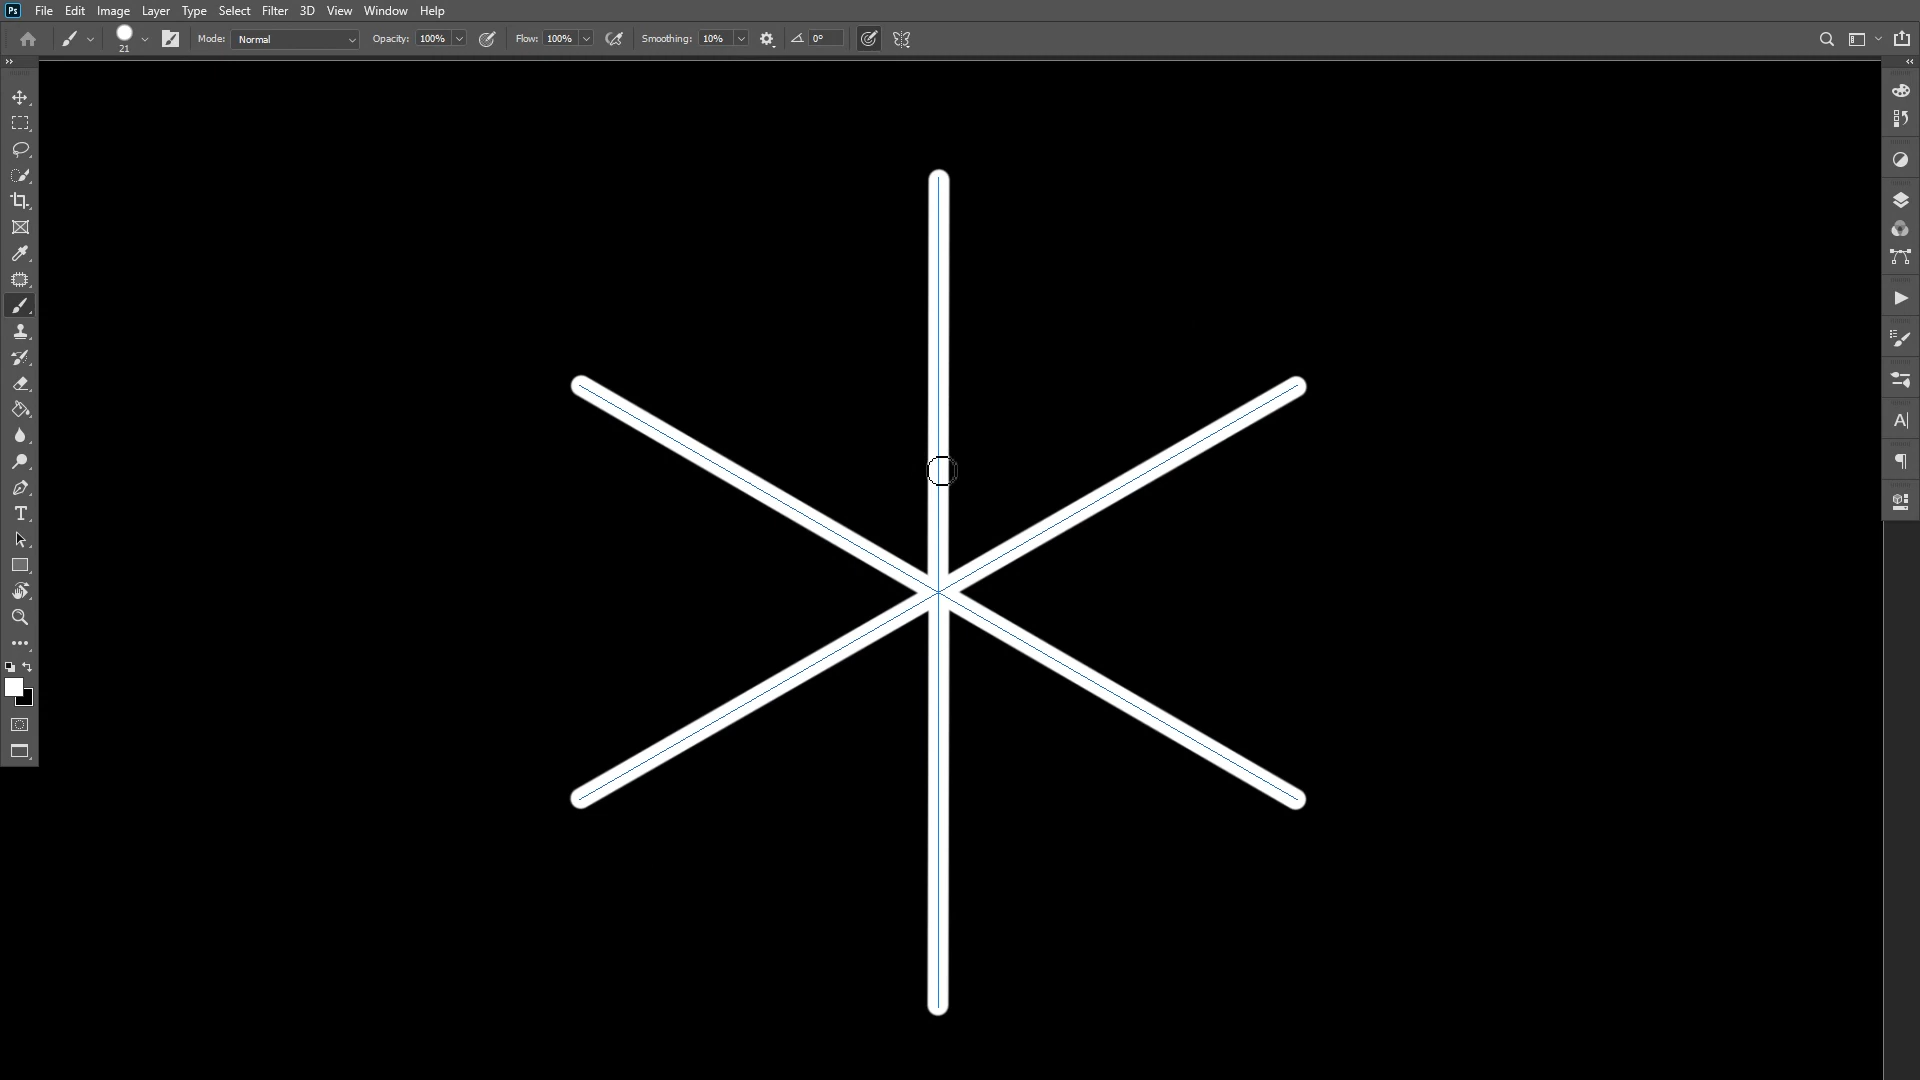 Ps File Edit Image Layer Type Select Filter 3D View Window Help
21 Mode: Normal Opacity: 100% Flow: 100% Smoothing: 10% 0°